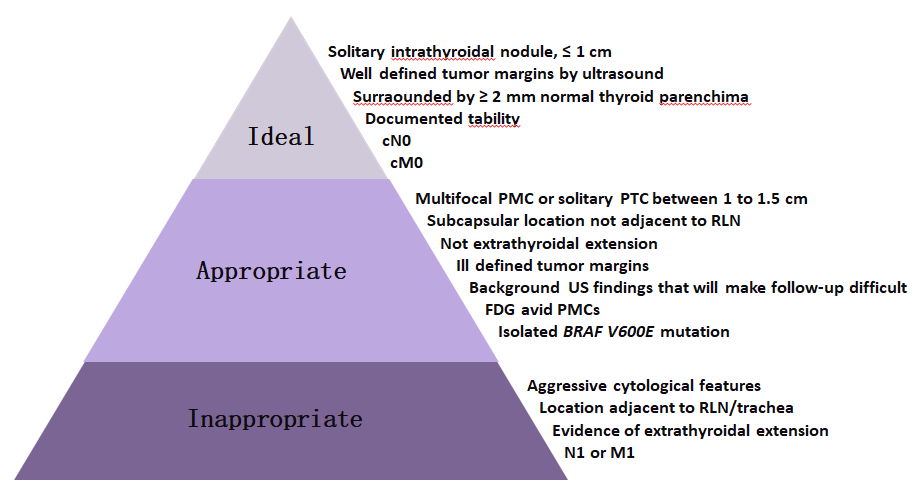 Solitary intrathyroidal nodule, ≤ 1 cm
Well defined tumor margins by ultrasound
Surraounded by ≥ 2 mm normal thyroid parenchima
Documented tability
cN0
cM0
Ideal
Multifocal PMC or solitary PTC between 1 to 1.5 cm
Subcapsular location not adjacent to RLN
Not extrathyroidal extension
Ill defined tumor margins
Background US findings that will make follow-up difficult
FDG avid PMCs
Isolated BRAF V600E mutation
Appropriate
Aggressive cytological features
Location adjacent to RLN/trachea
Evidence of extrathyroidal extension
N1 or M1
Inappropriate